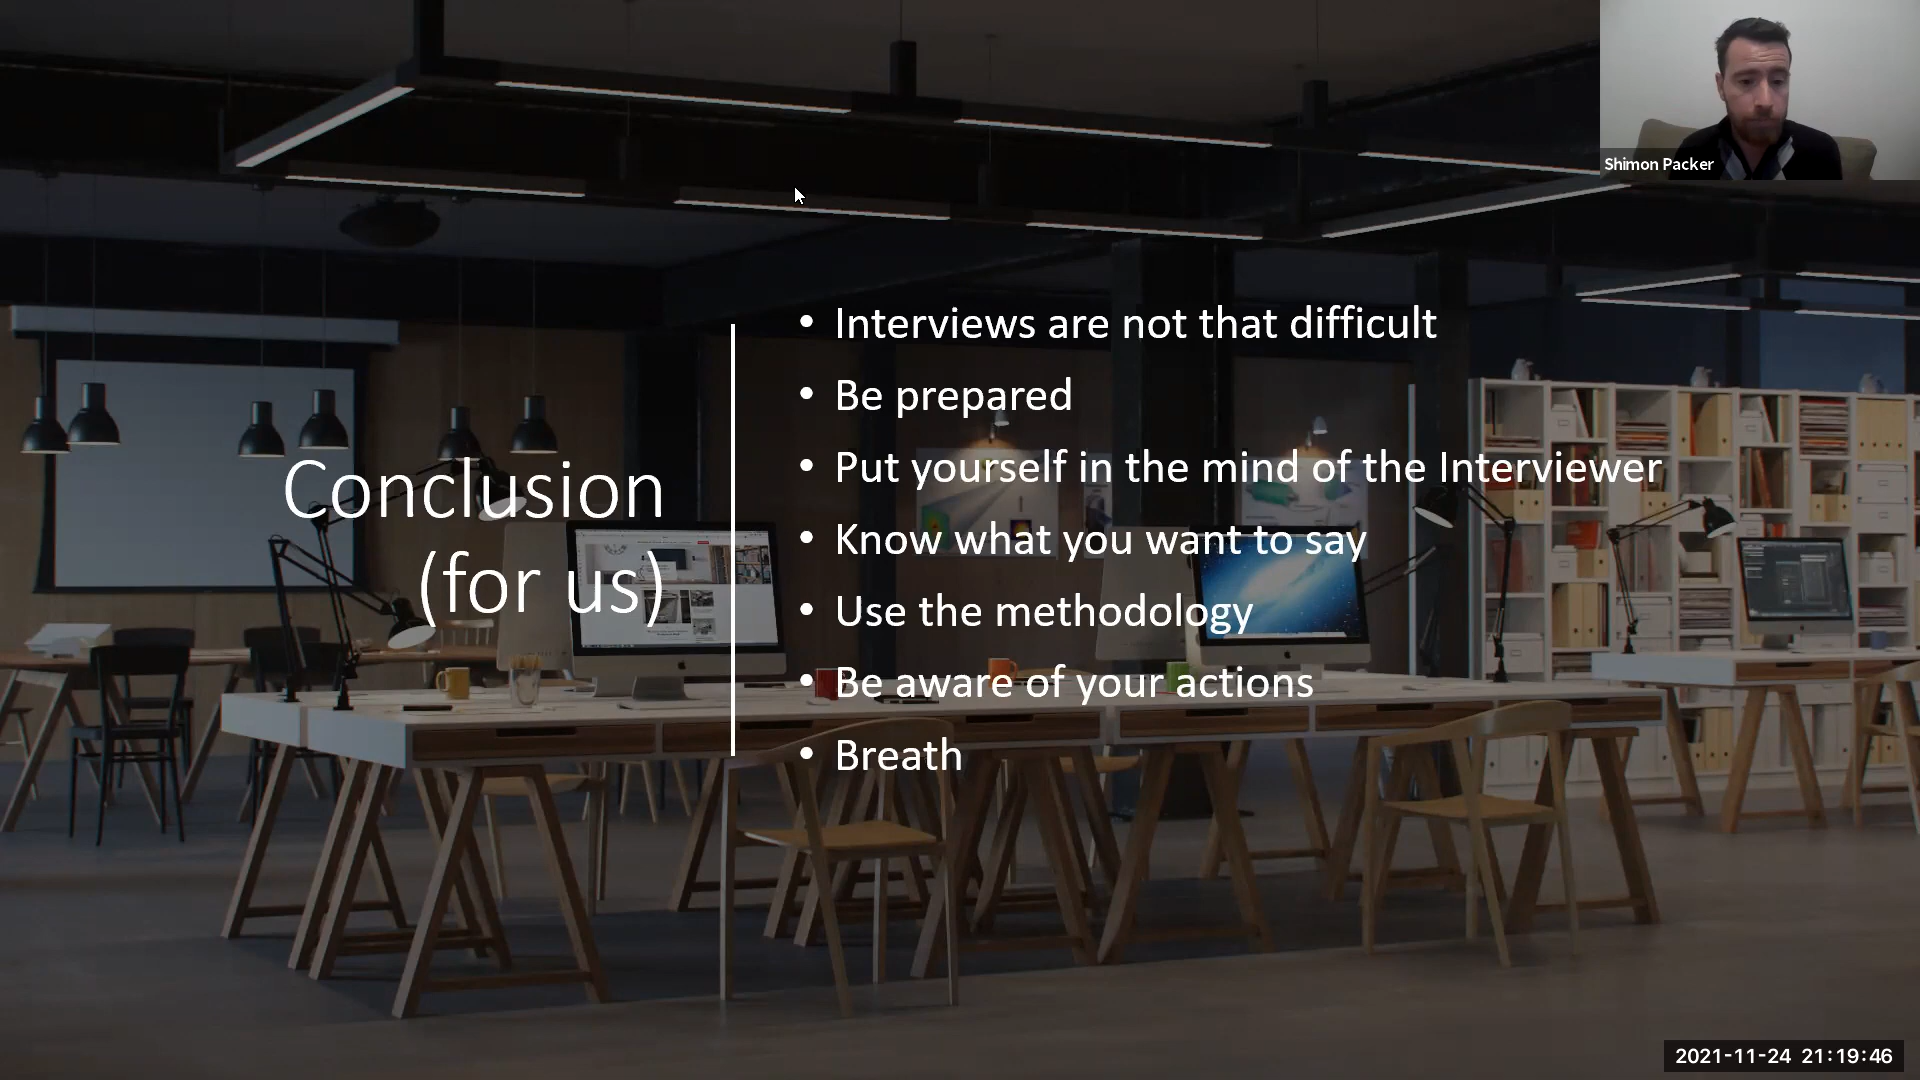 Shimon Packer
Conclusion
(for us)
• Interviews are not that difficult
• Be prepared
• Put yourself in the mind of the Interviewer
• Know what you want to say
• Use the methodology
• Be aware of your actions
• Breath
2021-11-24 21:19:46